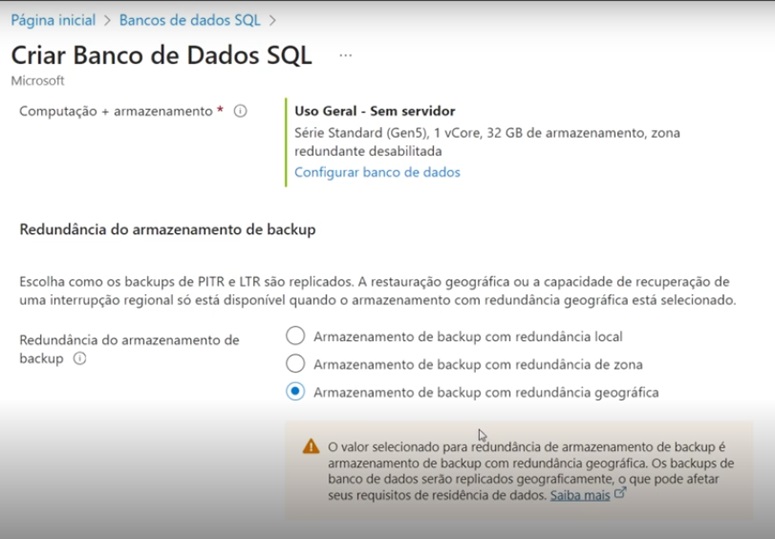 Página inicial > Bancos de dados SQL >
Criar Banco de Dados SQL ...
Microsoft
Computação + armazenamento *
Uso Geral - Sem servidor
Série Standard (Gen5), 1 vCore, 32 GB de armazenamento, zona
redundante desabilitada
Configurar banco de dados
Redundância do armazenamento de backup
Escolha como os backups de PITR e LTR são replicados. A restauração geográfica ou a capacidade de recuperação de
uma interrupção regional só está disponível quando o armazenamento com redundância geográfica está selecionado.
Redundância do armazenamento de
backup
Armazenamento de backup com redundância local
Armazenamento de backup com redundância de zona
Armazenamento de backup com redundância geográfica
O valor selecionado para redundância de armazenamento de backup é
armazenamento de backup com redundância geográfica. Os backups de
banco de dados serão replicados geograficamente, o que pode afetar
seus requisitos de residência de dados. Saiba mais